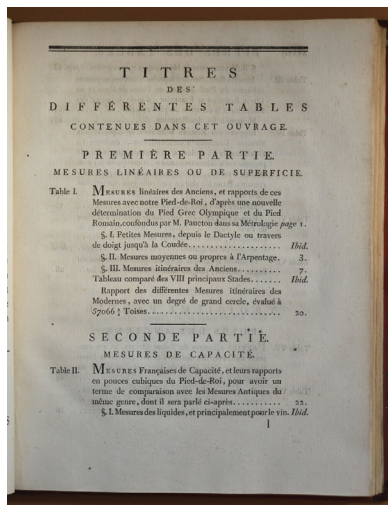 TITRES
DES
DIFFÉRENTES TABLES
CONTENUES DANS CET OUVRAGE.
PREMIÈRE PARTIE.
MESURES LINÉAIRES OU DE SUPERFICIE.
Table I. MESURES linéaires des Anciens, et rapports de ces
Mesures avec notre Pied-de-Roi, d'après une nouvelle
détermination du Pied Grec Olympique et du Pied
Romain, confondus par M. Paucton dans sa Métrologie page 1.
§. I. Petites Mesures, depuis le Dactyle ou travers
de doigt jusqu'à la Coudée..................... Ibid.
§. II. Mesures moyennes ou propres à l'Arpentage. 3.
§. III. Mesures itinéraires des Anciens.......... 7.
Tableau comparé des VIII principaux Stades....... Ibid.
Rapport des différentes Mesures itinéraires des
Modernes, avec un degré de grand cercle, évalué à
57066 Toises............................... 20.
SECONDE PARTIE.
MESURES DE CAPACITÉ.
Table II. MESURES Françaises de Capacité, et leurs rapports
en pouces cubiques du Pied-de-Roi, pour avoir un
terme de comparaison avec les Mesures Antiques du
même genre, dont il sera parlé ci-après........... 22.
§. I. Mesures des liquides, et principalement pour le vin. Ibid.